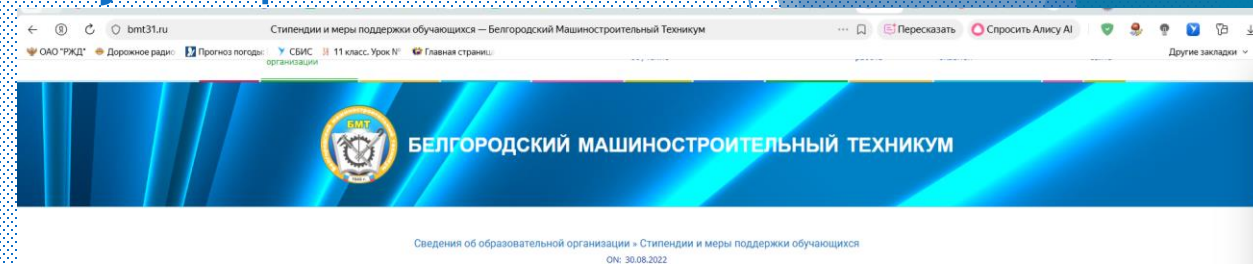 bmt31.ru Стипендии и меры поддержки обучающихся — Белгородский Машиностроительный Техникум ... Пересказать Спросить Алису AI
ОАО "РЖД" Дорожное радио Прогноз погоды: СБИС 11 класс. Урок № Главная страниц Другие закладки
организации
БМТ
БЕЛГОРОДСКИЙ МАШИНОСТРОИТЕЛЬНЫЙ ТЕХНИКУМ
Сведения об образовательной организации » Стипендии и меры поддержки обучающихся
ON: 30.08.2022